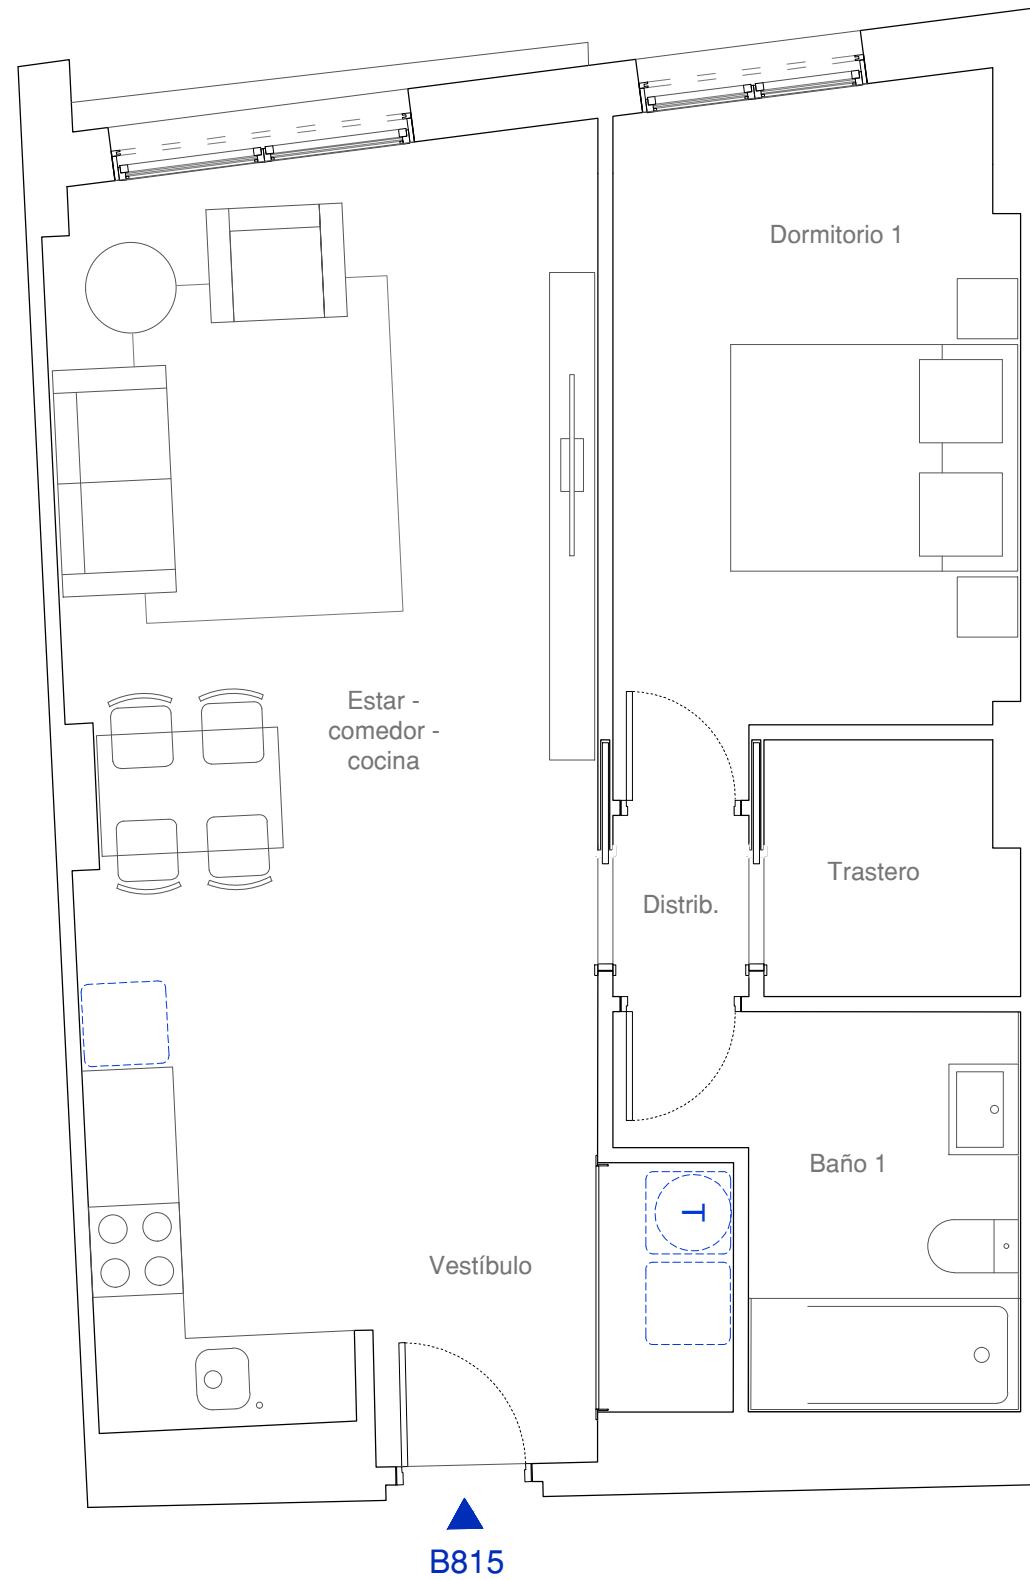 Dormitorio 1
Estar -
comedor -
cocina
Trastero
Distrib.
Baño 1
T
Vestíbulo
B815